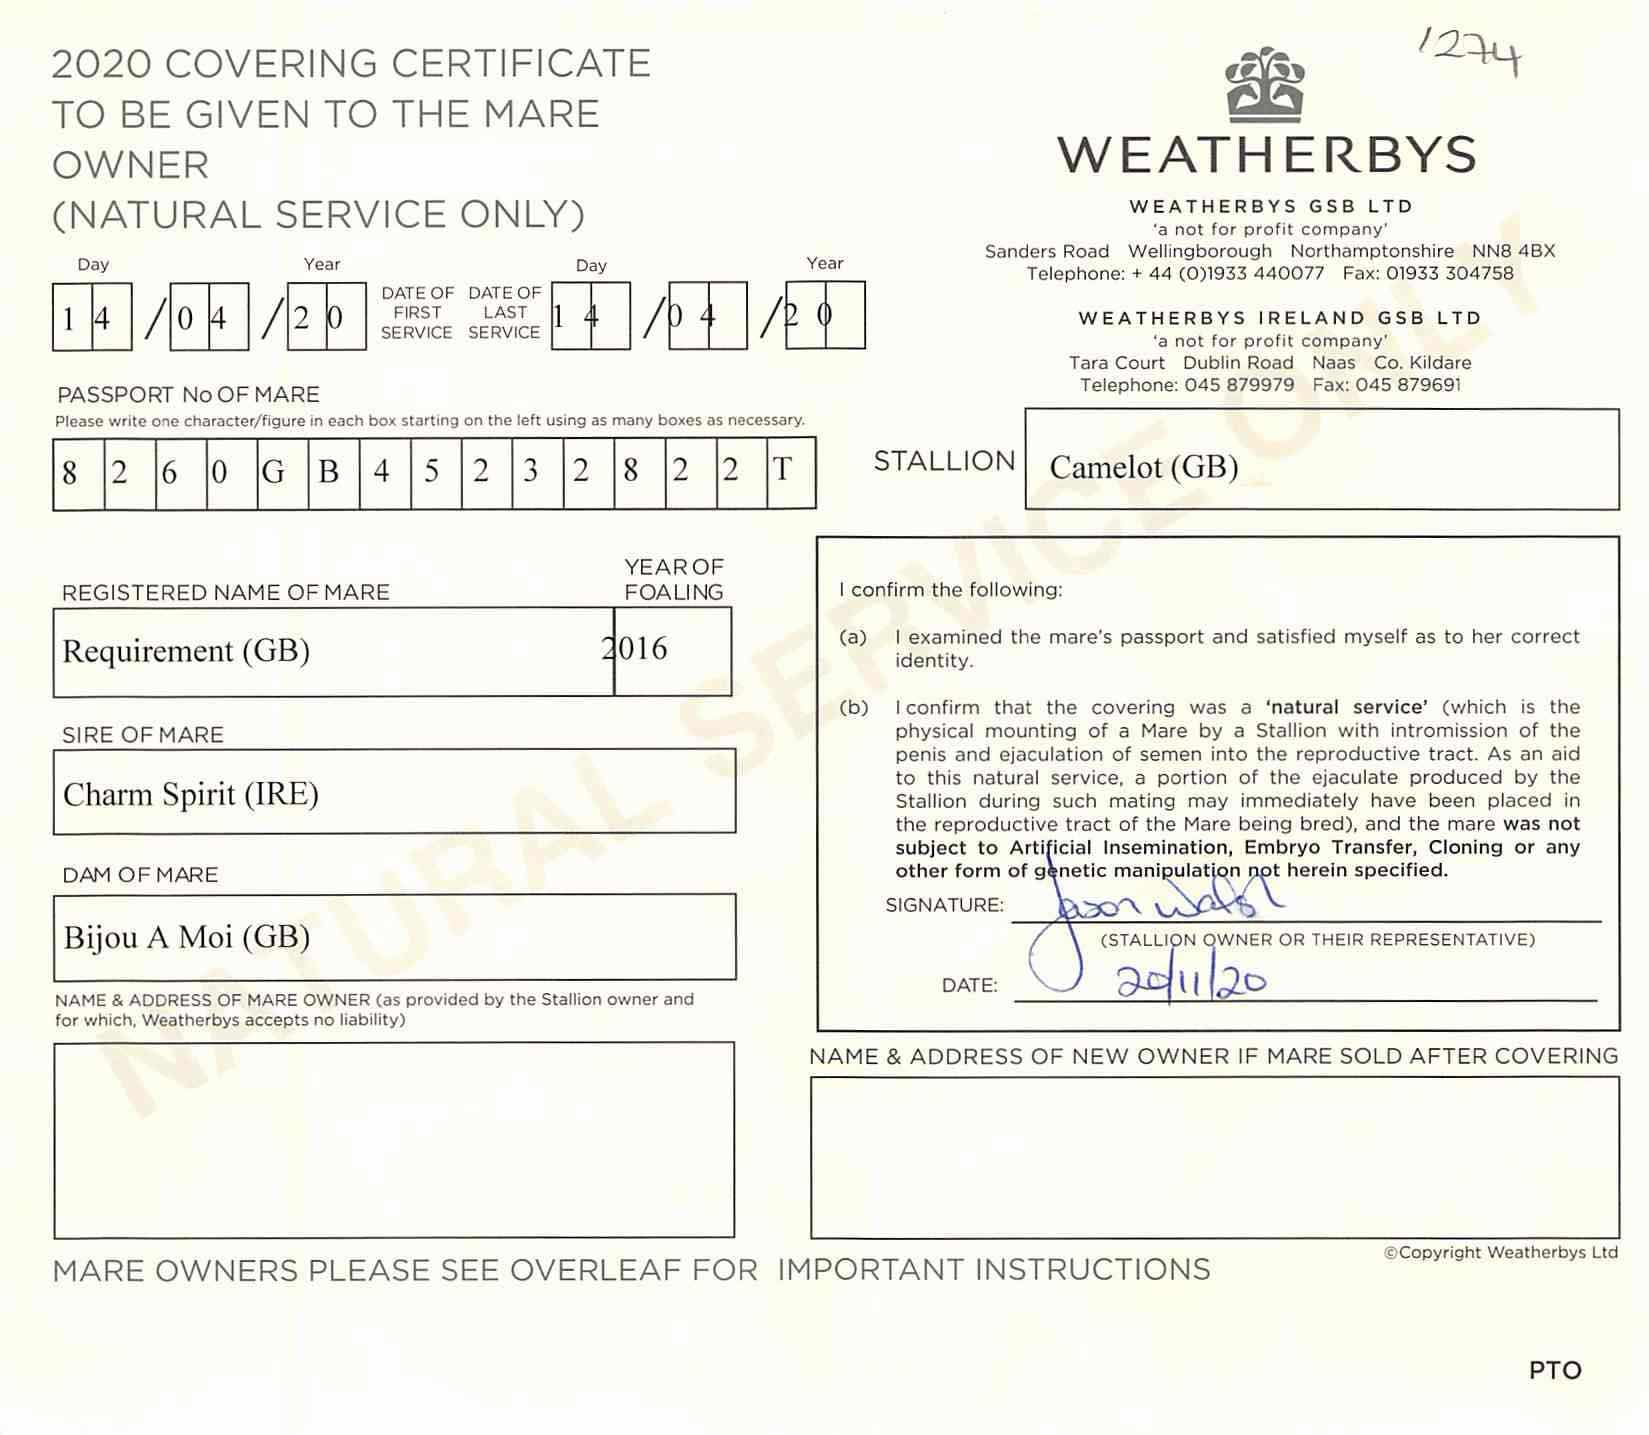 1274
2020 COVERING CERTIFICATE
TO BE GIVEN TO THE MARE
OWNER
(NATURAL SERVICE ONLY)
WEATHERBYS
WEATHERBYS GSB LTD
'a not for profit company'
Sanders Road Wellingborough Northamptonshire NN8 4BX
Telephone: + 44 (0)1933 440077 Fax: 01933 304758
WEATHERBYS IRELAND GSB LTD
'a not for profit company'
Tara Court Dublin Road Naas Co. Kildare
Telephone: 045 879979 Fax: 045 879691
Day Year Day Year
14/04/20 DATE OF FIRST SERVICE DATE OF LAST SERVICE 14/04/20
PASSPORT No OF MARE
Please write one character/figure in each box starting on the left using as many boxes as necessary.
8 2 6 0 G B 4 5 2 3 2 8 2 2 T
STALLION Camelot (GB)
REGISTERED NAME OF MARE YEAR OF FOALING
Requirement (GB) 2016
SIRE OF MARE
Charm Spirit (IRE)
DAM OF MARE
Bijou A Moi (GB)
NAME & ADDRESS OF MARE OWNER (as provided by the Stallion owner and
for which, Weatherbys accepts no liability)
I confirm the following:
(a) I examined the mare's passport and satisfied myself as to her correct
identity.
(b) I confirm that the covering was a 'natural service' (which is the
physical mounting of a Mare by a Stallion with intromission of the
penis and ejaculation of semen into the reproductive tract. As an aid
to this natural service, a portion of the ejaculate produced by the
Stallion during such mating may immediately have been placed in
the reproductive tract of the Mare being bred), and the mare was not
subject to Artificial Insemination, Embryo Transfer, Cloning or any
other form of genetic manipulation not herein specified.
SIGNATURE: Jason Walsh
(STALLION OWNER OR THEIR REPRESENTATIVE)
DATE: 20/11/20
NAME & ADDRESS OF NEW OWNER IF MARE SOLD AFTER COVERING
©Copyright Weatherbys Ltd
MARE OWNERS PLEASE SEE OVERLEAF FOR IMPORTANT INSTRUCTIONS
PTO
NATURAL SERVICE ONLY